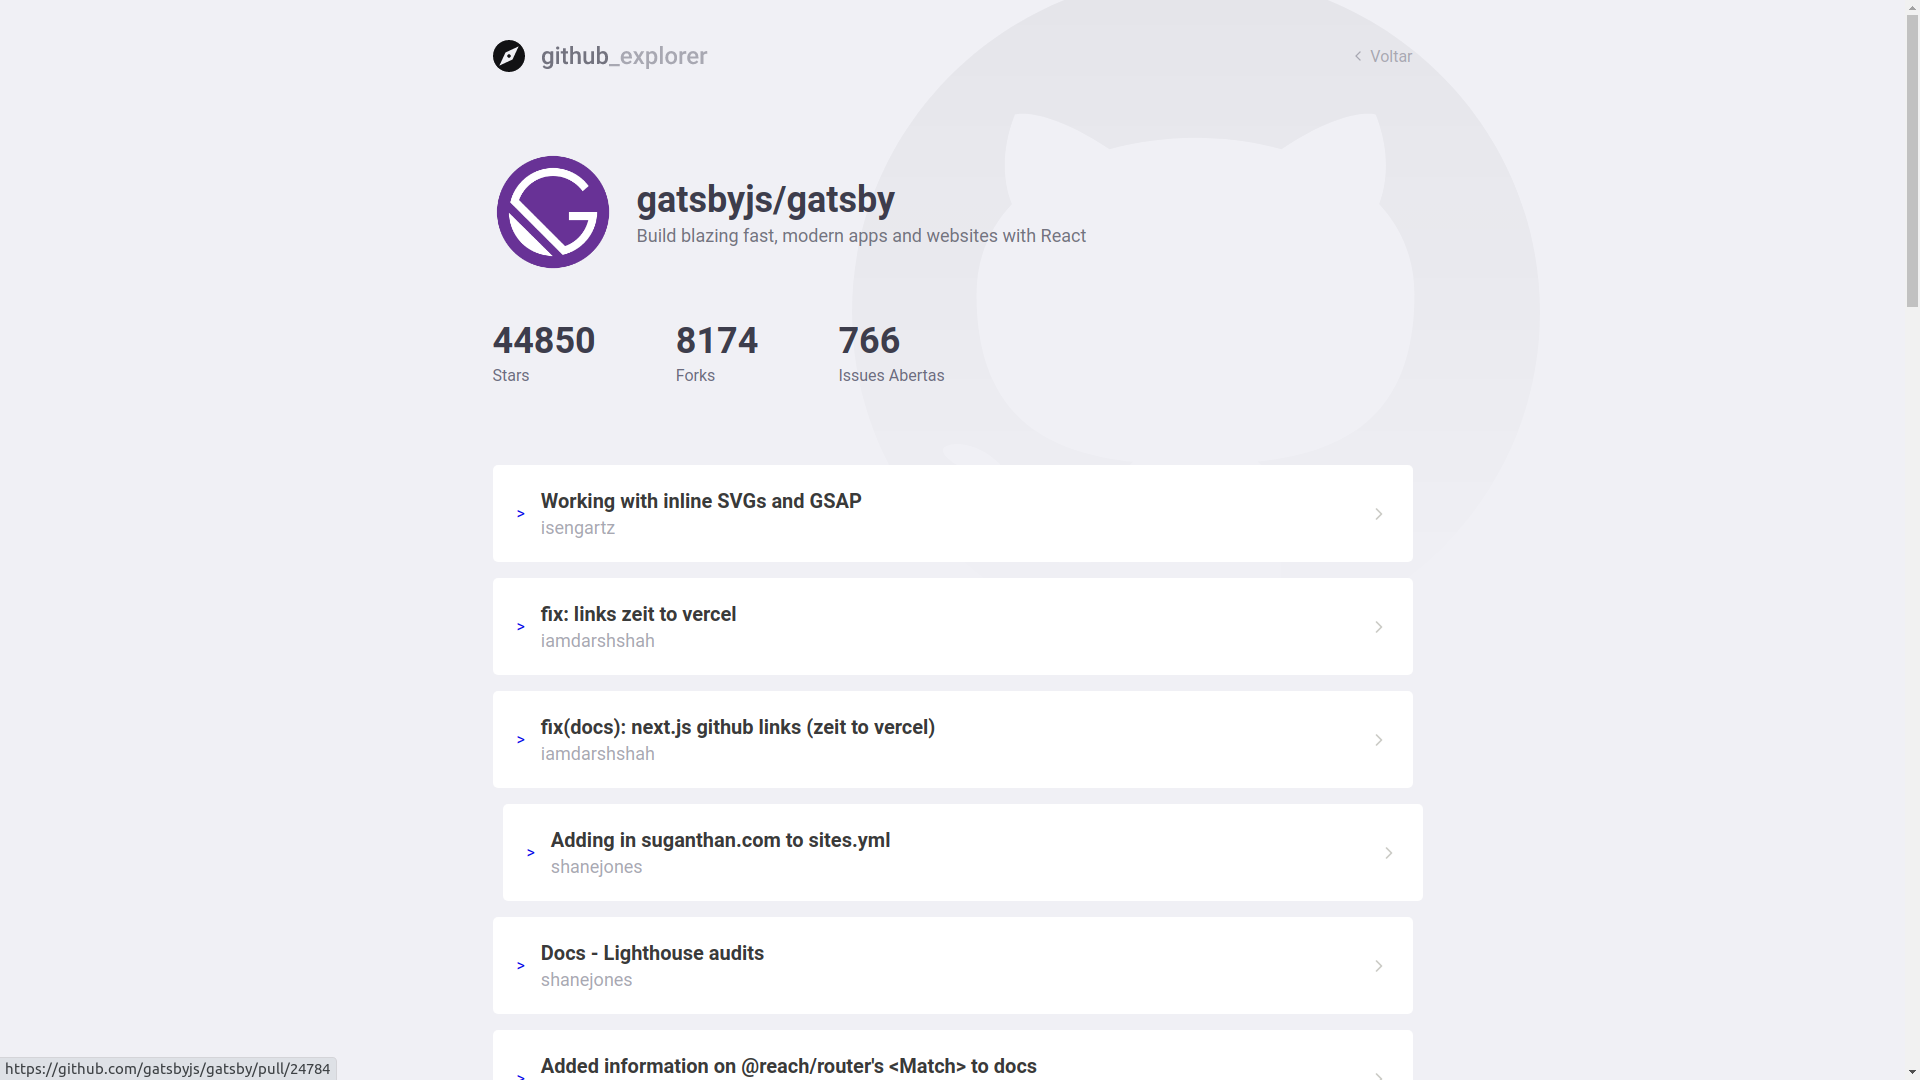 github_explorer
Voltar
gatsbyjs/gatsby
Build blazing fast, modern apps and websites with React
44850
Stars
8174
Forks
766
Issues Abertas
> Working with inline SVGs and GSAP
isengartz
> fix: links zeit to vercel
iamdarshshah
> fix(docs): next.js github links (zeit to vercel)
iamdarshshah
> Adding in suganthan.com to sites.yml
shanejones
> Docs - Lighthouse audits
shanejones
> Added information on @reach/router's <Match> to docs
https://github.com/gatsbyjs/gatsby/pull/24784